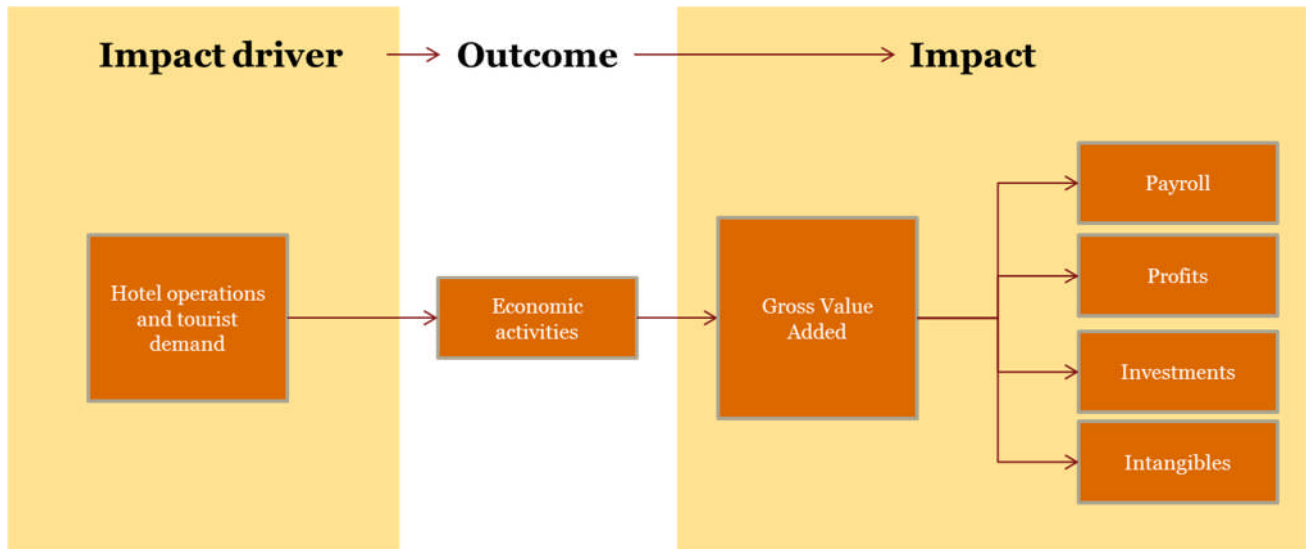 Impact driver
Outcome
Impact
Hotel operations
and tourist
demand
Economic
activities
Gross Value
Added
Payroll
Profits
Investments
Intangibles